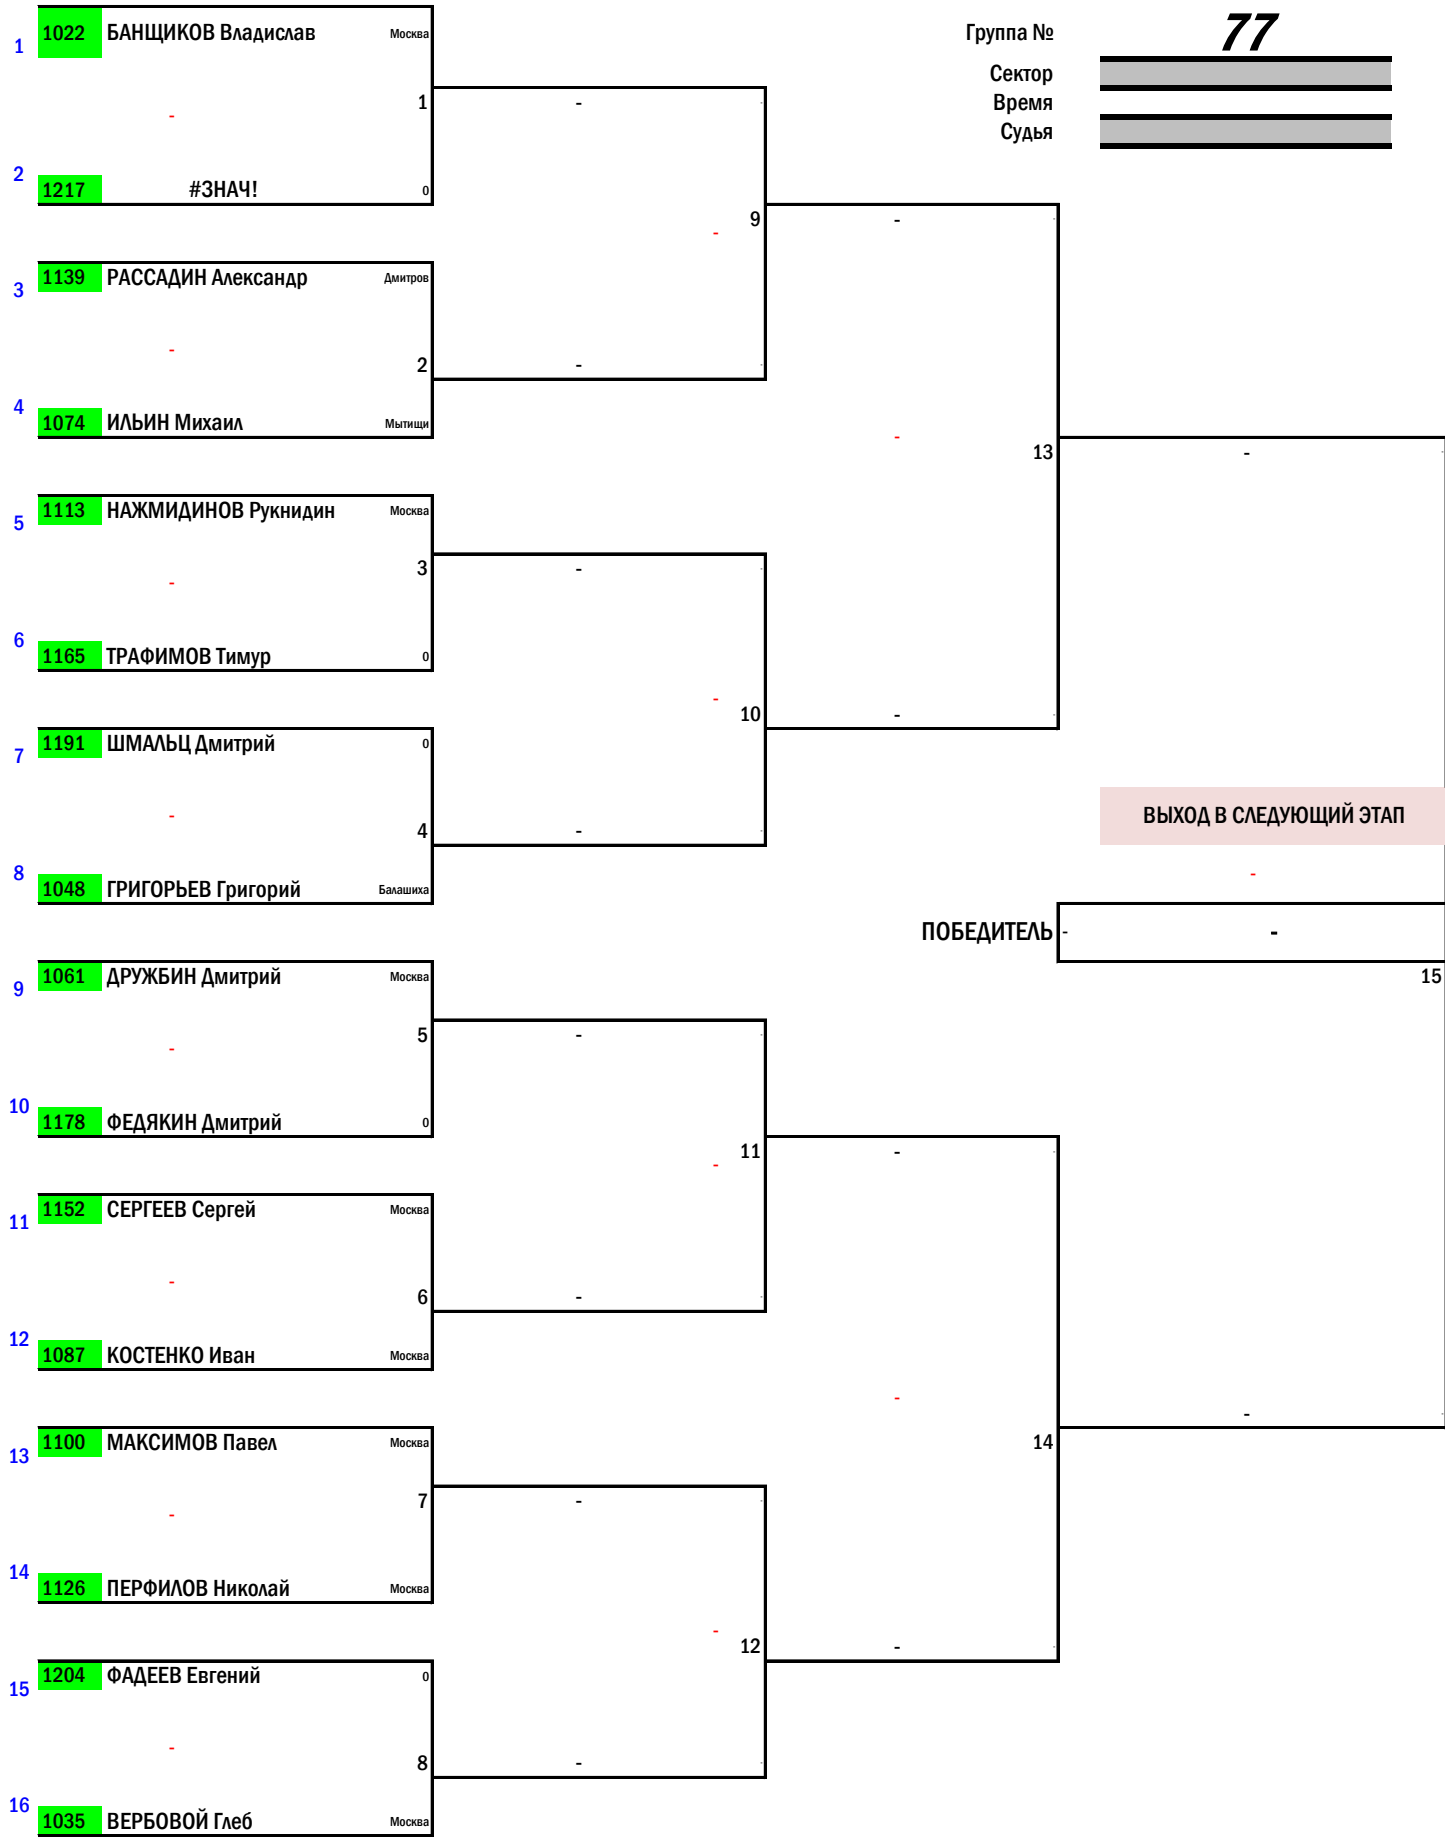 Группа № 77
Сектор
Время
Судья
1 1022 БАНЩИКОВ Владислав Москва
1 -
-
2 1217 #ЗНАЧ! 0
9 -
-
3 1139 РАССАДИН Александр Дмитров
-
2 -
4 1074 ИЛЬИН Михаил Мытищи
-
13 -
5 1113 НАЖМИДИНОВ Рукнидин Москва
3 -
-
6 1165 ТРАФИМОВ Тимур 0
-
10 -
7 1191 ШМАЛЬЦ Дмитрий 0
-
4 -
ВЫХОД В СЛЕДУЮЩИЙ ЭТАП
-
8 1048 ГРИГОРЬЕВ Григорий Балашиха
ПОБЕДИТЕЛЬ - -
15
9 1061 ДРУЖБИН Дмитрий Москва
5 -
-
10 1178 ФЕДЯКИН Дмитрий 0
11 -
-
11 1152 СЕРГЕЕВ Сергей Москва
-
6 -
12 1087 КОСТЕНКО Иван Москва
-
-
14
13 1100 МАКСИМОВ Павел Москва
7 -
-
14 1126 ПЕРФИЛОВ Николай Москва
-
12 -
15 1204 ФАДЕЕВ Евгений 0
-
8 -
16 1035 ВЕРБОВОЙ Глеб Москва